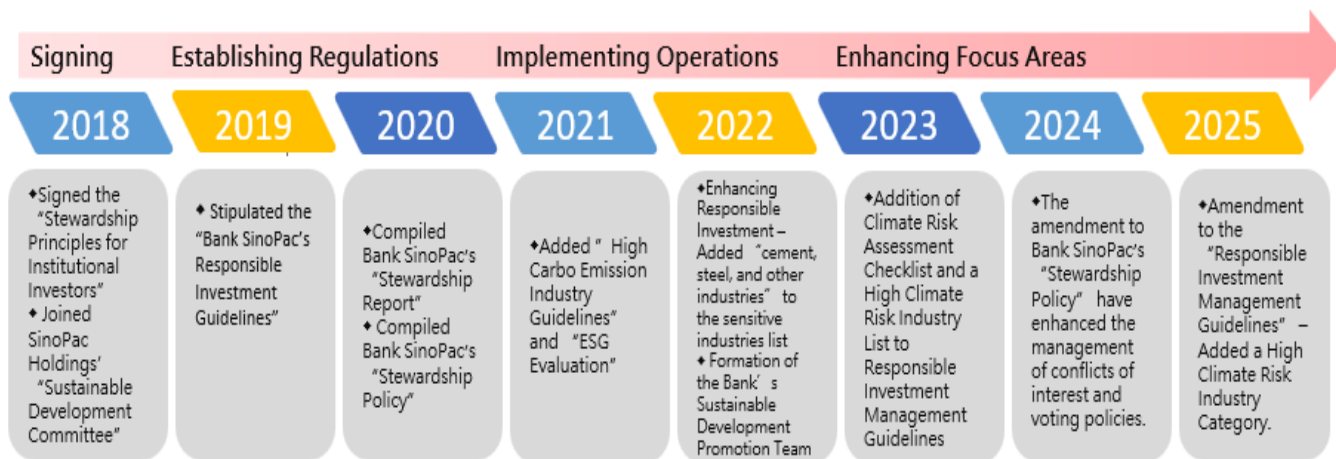 Signing
Establishing Regulations
Implementing Operations
Enhancing Focus Areas
2018
2019
2020
2021
2022
2023
2024
2025
◆Signed the
“Stewardship
Principles for
Institutional
Investors”
◆ Joined
SinoPac
Holdings’
“Sustainable
Development
Committee”
◆ Stipulated the
“Bank SinoPac’s
Responsible
Investment
Guidelines”
◆Compiled
Bank SinoPac’s
“Stewardship
Report”
◆ Compiled
Bank SinoPac’s
“Stewardship
Policy”
◆Added “ High
Carbo Emission
Industry
Guidelines”
and “ESG
Evaluation”
◆Enhancing
Responsible
Investment –
Added “cement,
steel, and other
industries” to
the sensitive
industries list
◆ Formation of
the Bank’ s
Sustainable
Development
Promotion Team
◆Addition of
Climate Risk
Assessment
Checklist and a
High Climate
Risk Industry
List to
Responsible
Investment
Management
Guidelines
◆The
amendment to
Bank SinoPac’s
“Stewardship
Policy” have
enhanced the
management
of conflicts of
interest and
voting policies.
◆Amendment
to the
“Responsible
Investment
Management
Guidelines” –
Added a High
Climate Risk
Industry
Category.